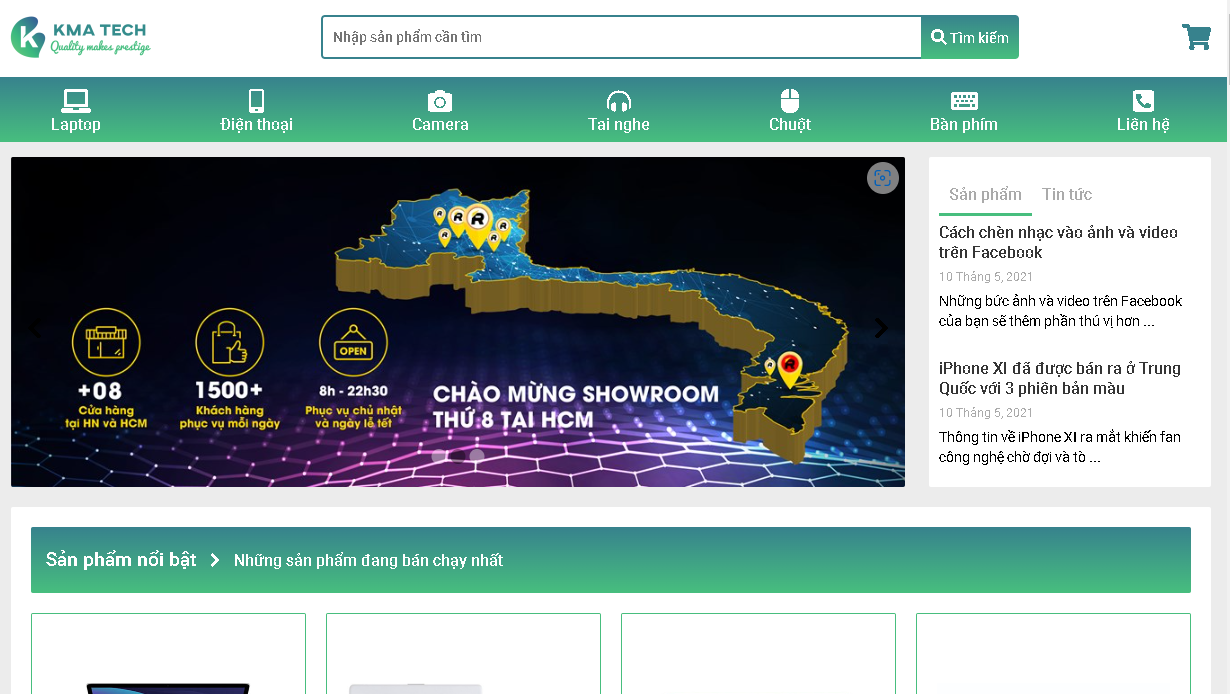 KMA TECH
Quality makes prestige
Nhập sản phẩm cần tìm
Tìm kiếm
Laptop
Điện thoại
Camera
Tai nghe
Chuột
Bàn phím
Liên hệ
R R R R R R
R R
OPEN
+08
Cửa hàng
tại HN và HCM
1500+
Khách hàng
phục vụ mỗi ngày
8h - 22h30
Phục vụ chủ nhật
và ngày lễ tết
CHÀO MỪNG SHOWROOM
THỨ 8 TẠI HCM
Sản phẩm Tin tức
Cách chèn nhạc vào ảnh và video
trên Facebook
10 Tháng 5, 2021
Những bức ảnh và video trên Facebook
của bạn sẽ thêm phần thú vị hơn ...
iPhone XI đã được bán ra ở Trung
Quốc với 3 phiên bản màu
10 Tháng 5, 2021
Thông tin về iPhone XI ra mắt khiến fan
công nghệ chờ đợi và tò ...
Sản phẩm nổi bật Những sản phẩm đang bán chạy nhất